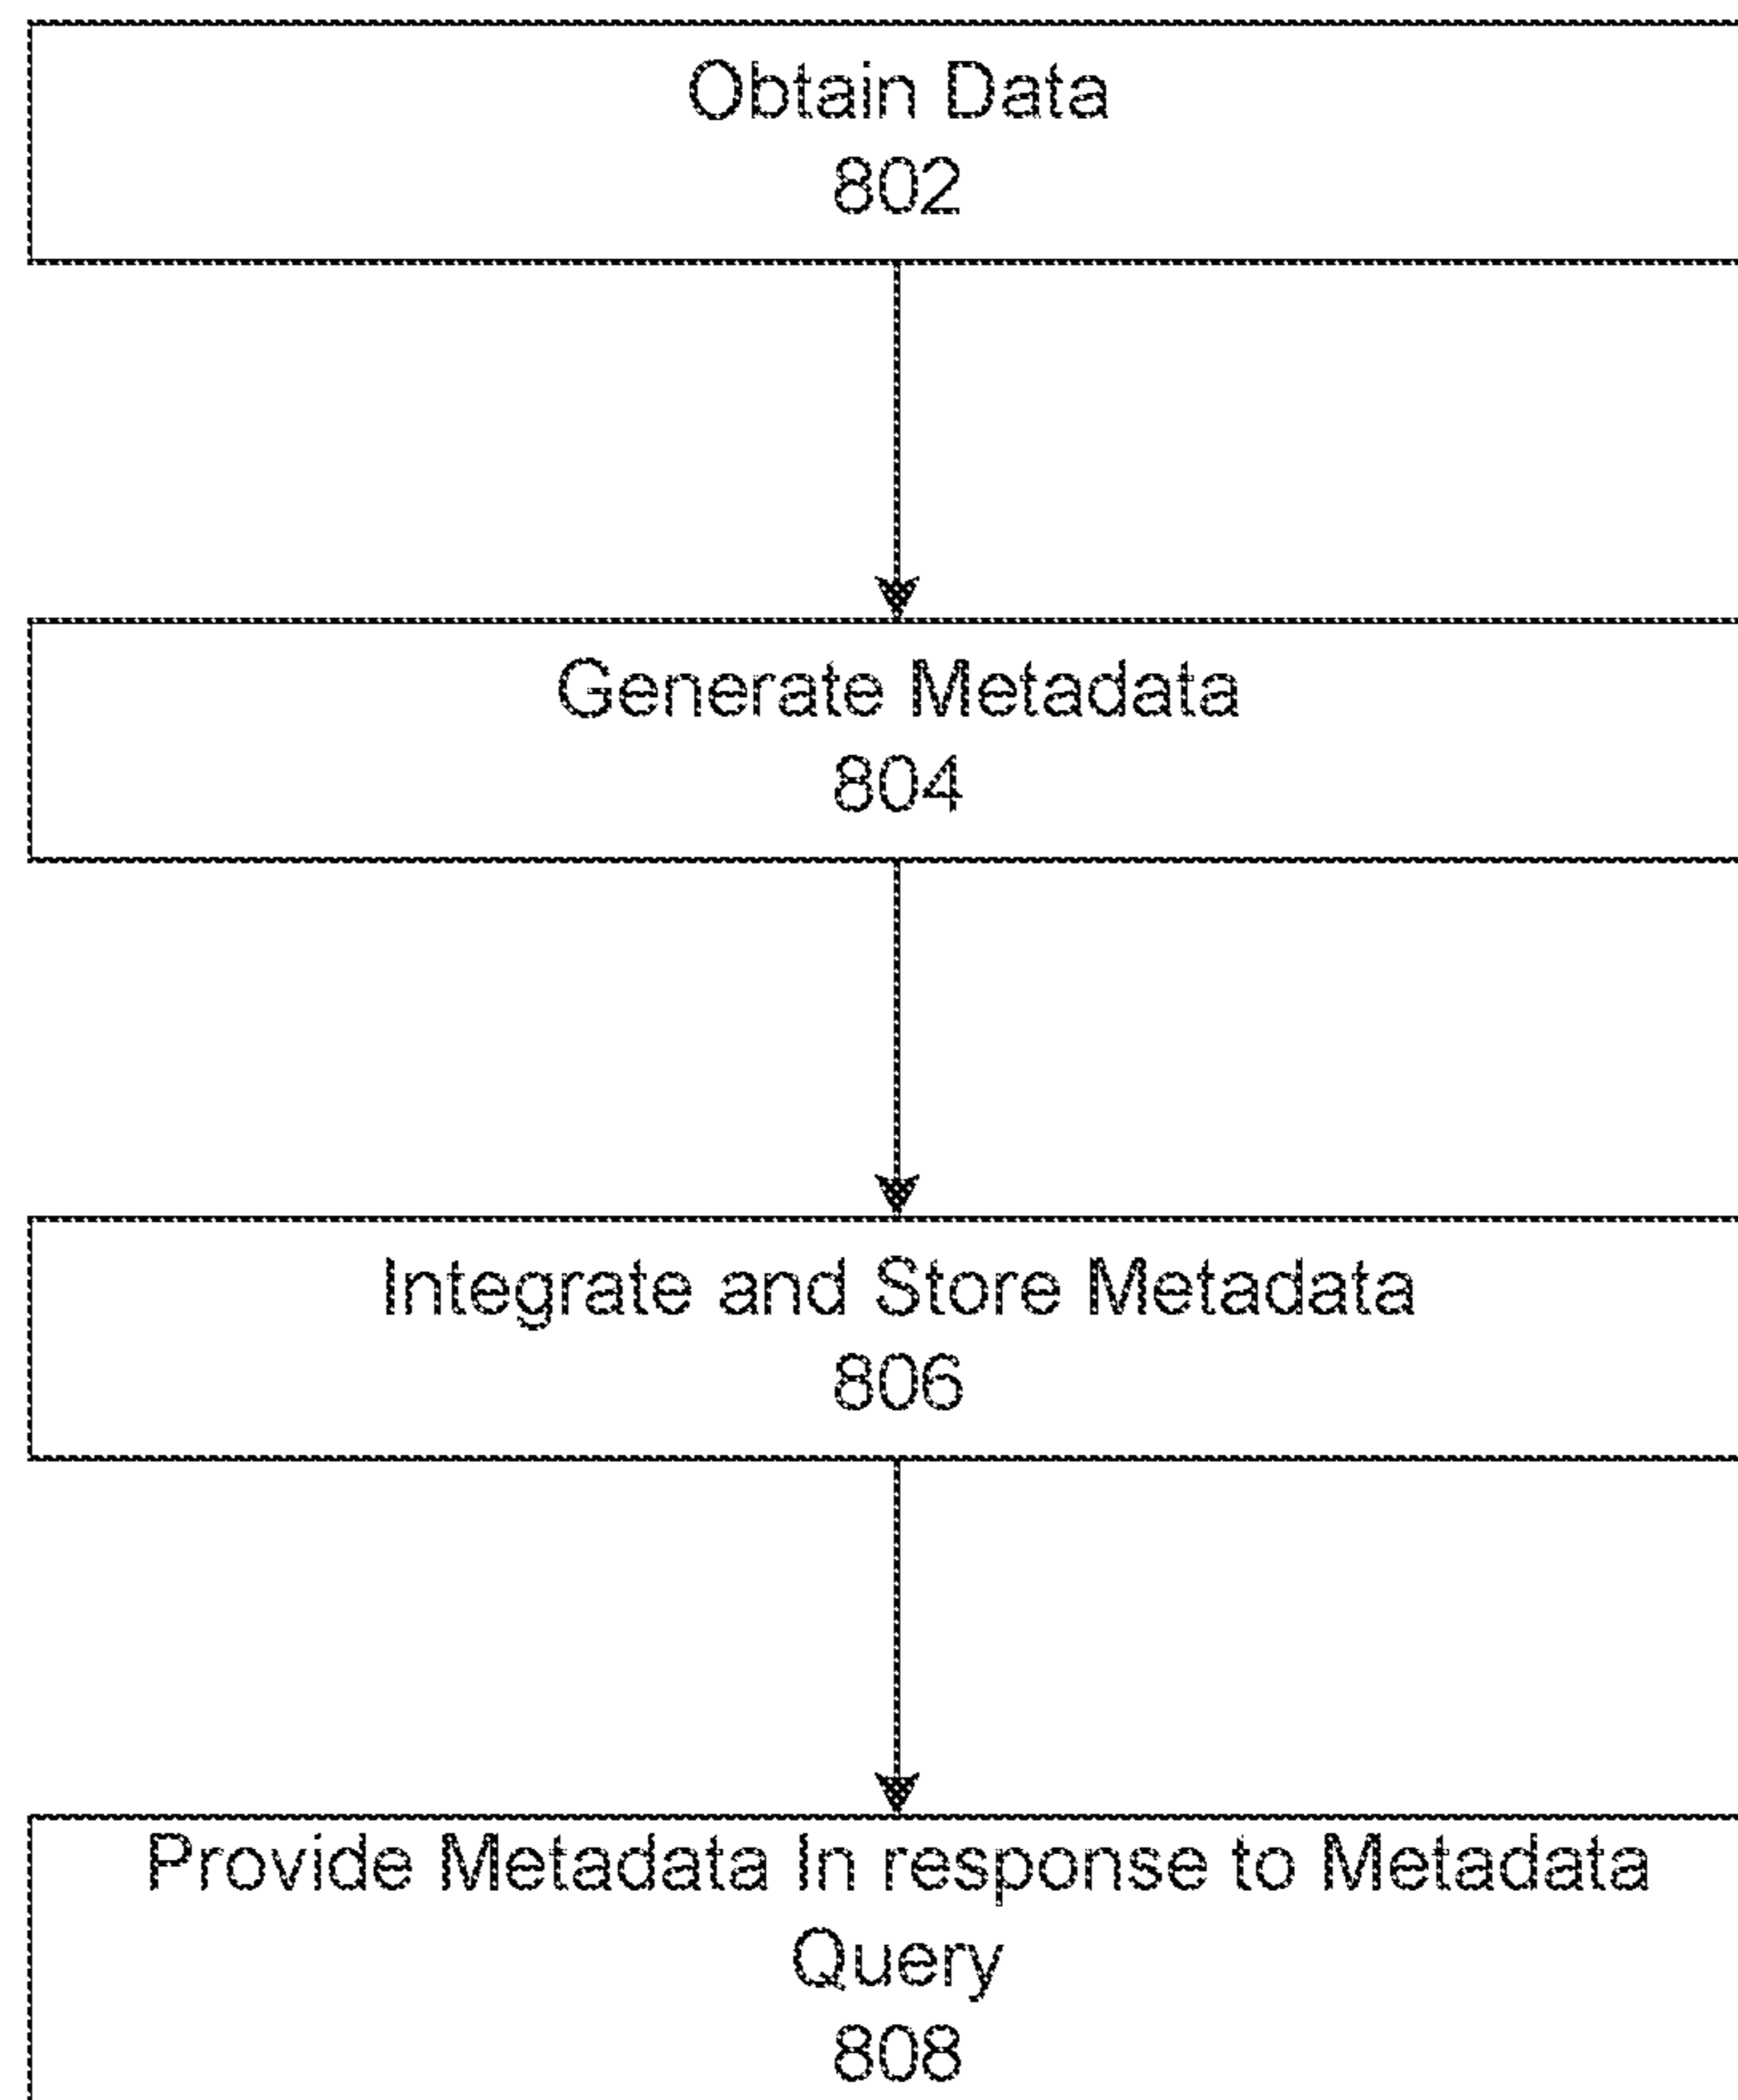 Obtain Data
802
Generate Metadata
804
Integrate and Store Metadata
806
Provide Metadata In response to Metadata
Query
808